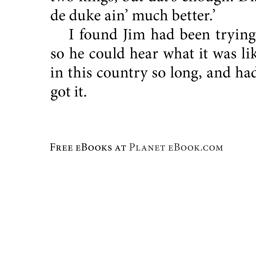 de duke ain’ much better.’
I found Jim had been trying
so he could hear what it was lik
in this country so long, and had
got it.
Free eBooks at Planet eBook.com